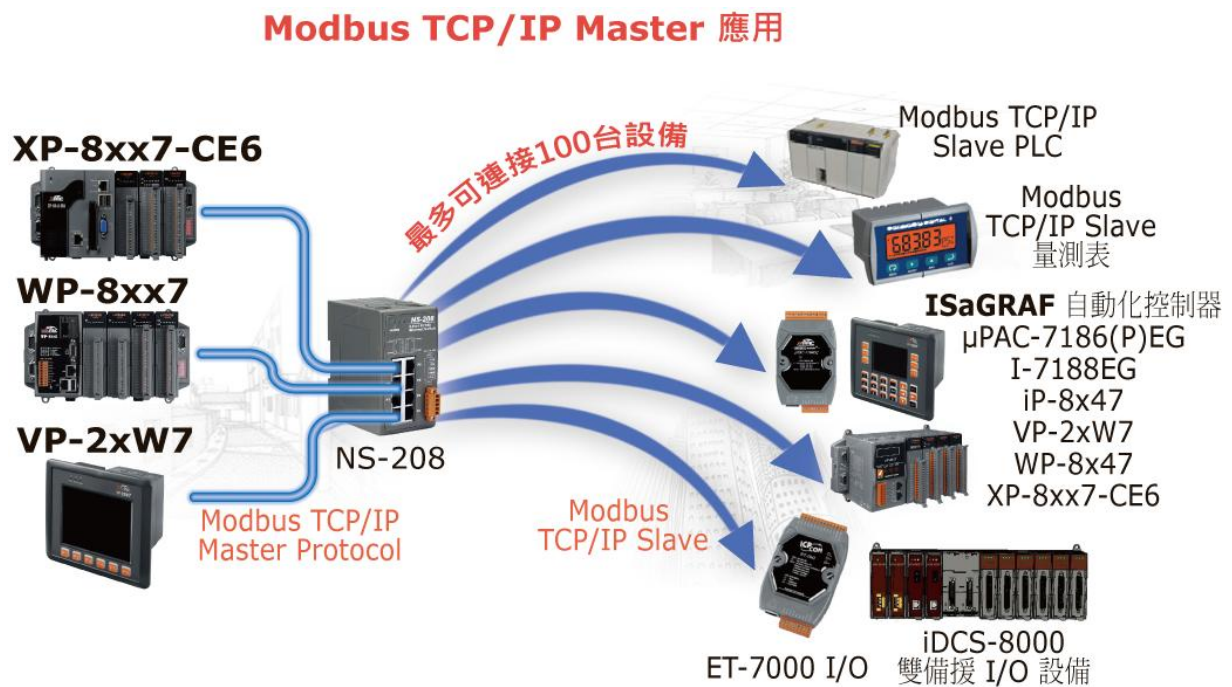 Modbus TCP/IP Master 應用
XP-8xx7-CE6
WP-8xx7
VP-2xW7
Modbus TCP/IP
Master Protocol
NS-208
NS-208
最多可連接100台設備
Modbus
TCP/IP Slave
Modbus TCP/IP
Slave PLC
Modbus
TCP/IP Slave
量測表
68383
ISaGRAF 自動化控制器
µPAC-7186(P)EG
I-7188EG
iP-8x47
VP-2xW7
WP-8x47
XP-8xx7-CE6
ET-7000 I/O
iDCS-8000
雙備援 I/O 設備